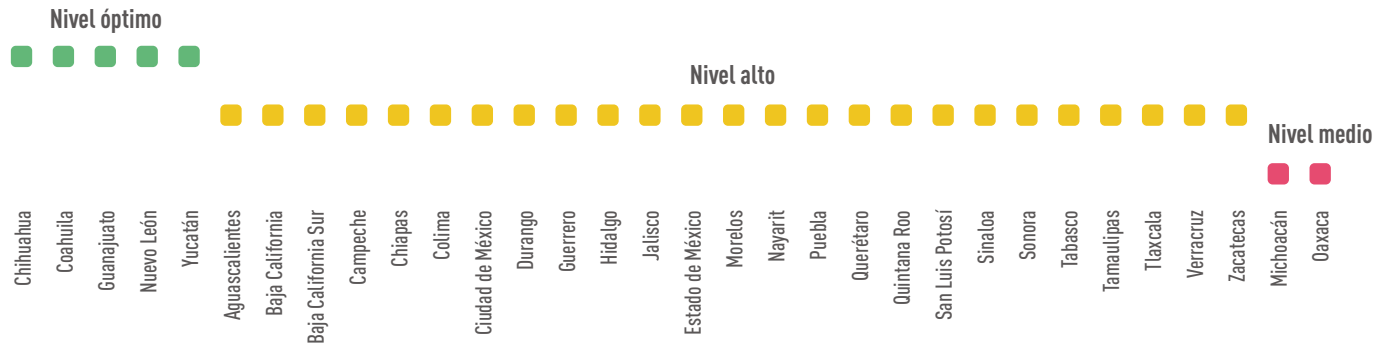 Nivel óptimo
Nivel alto
Nivel medio
Chihuahua
Coahuila
Guanajuato
Nuevo León
Yucatán
Aguascalientes
Baja California
Baja California Sur
Campeche
Chiapas
Colima
Ciudad de México
Durango
Guerrero
Hidalgo
Jalisco
Estado de México
Morelos
Nayarit
Puebla
Querétaro
Quintana Roo
San Luis Potosí
Sinaloa
Sonora
Tabasco
Tamaulipas
Tlaxcala
Verracruz
Zacatecas
Michoacán
Oaxaca